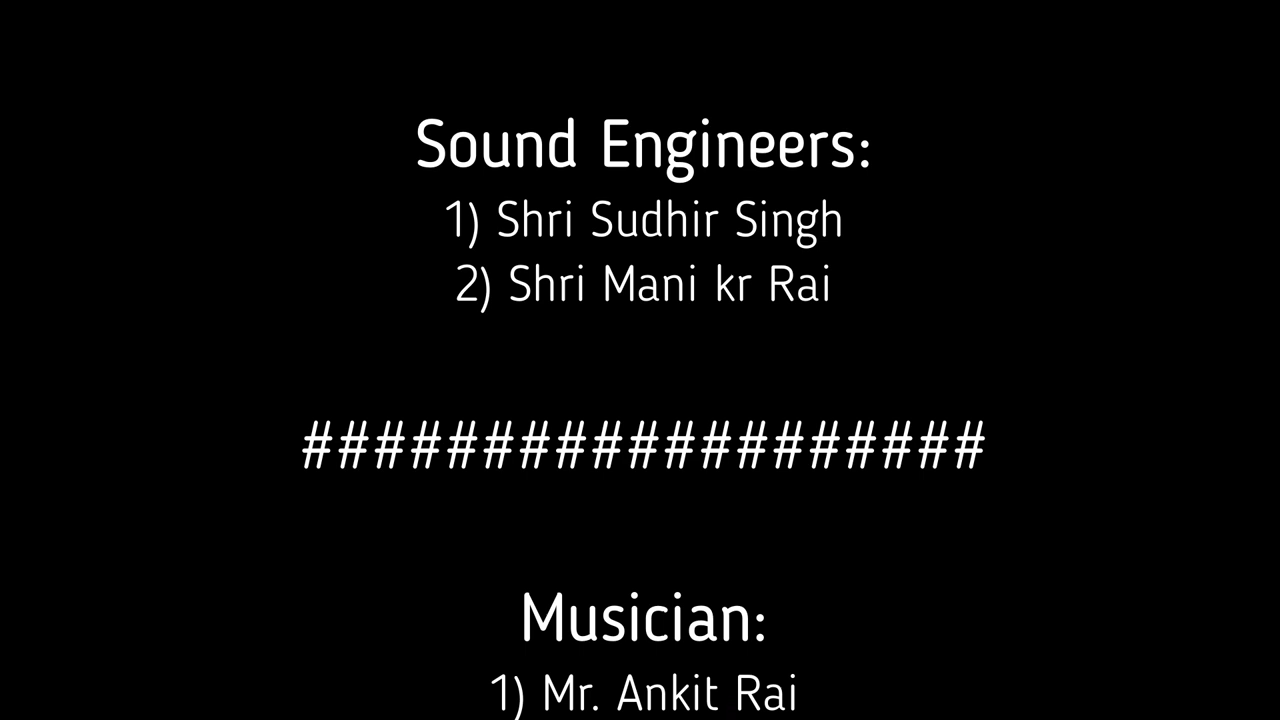 Sound Engineers:
1) Shri Sudhir Singh
2) Shri Mani kr Rai
###################
Musician:
1) Mr. Ankit Rai